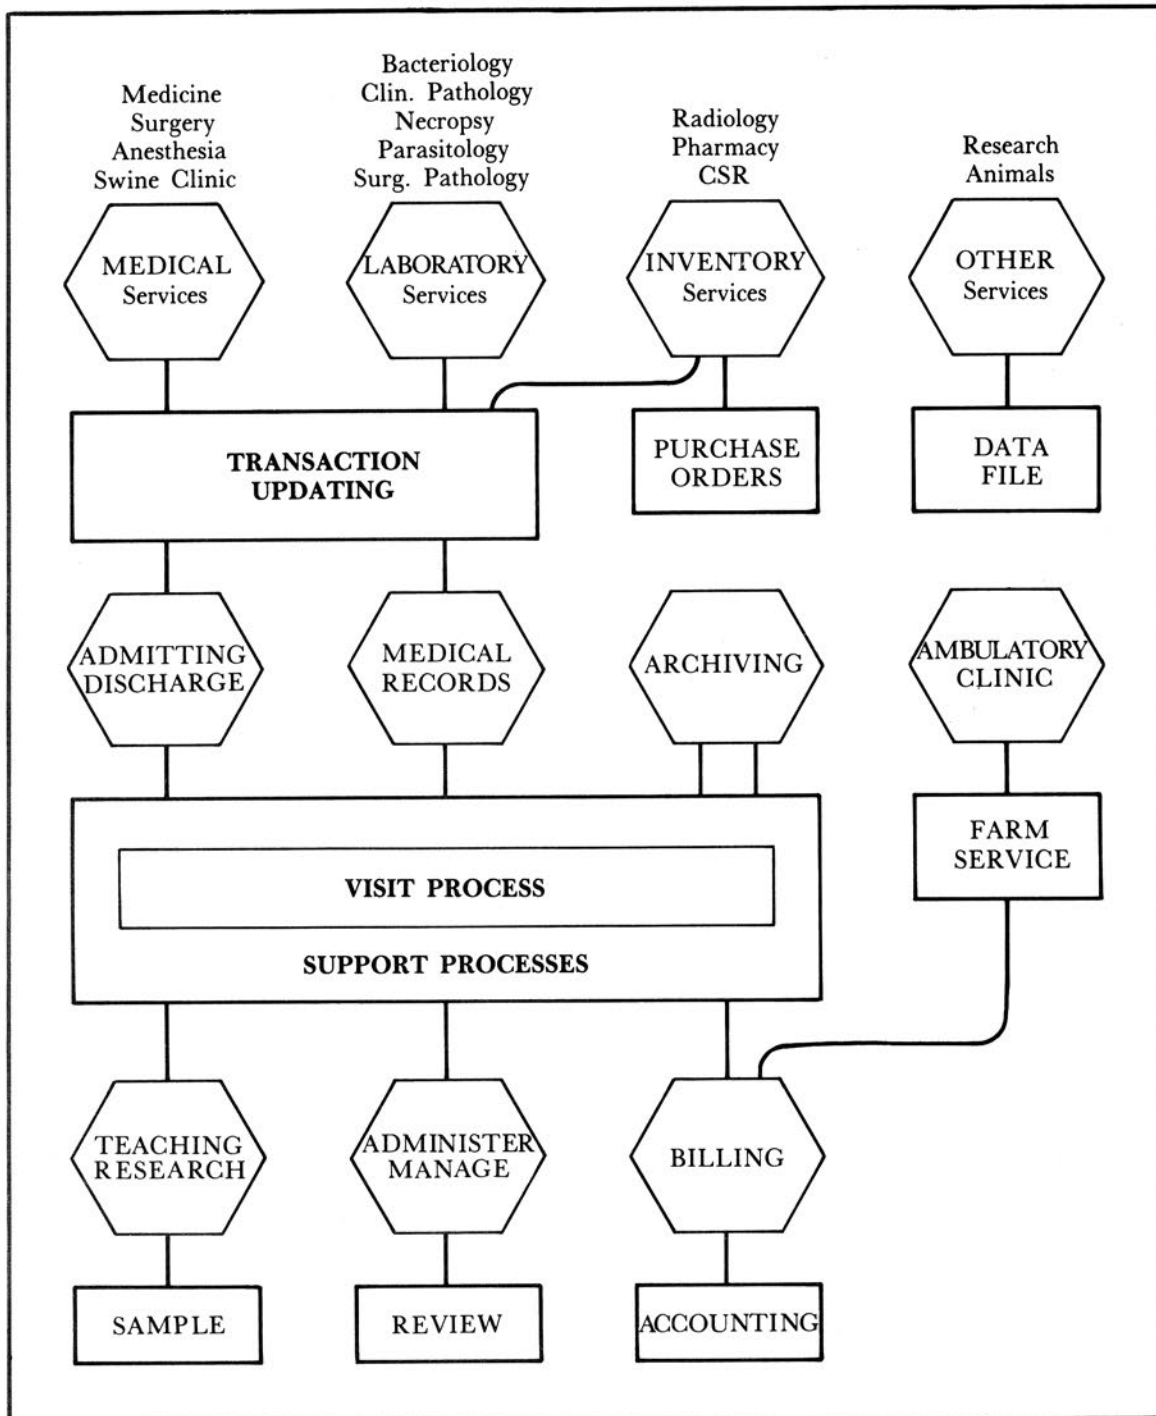 Medicine
Surgery
Anesthesia
Swine Clinic
Bacteriology
Clin. Pathology
Necropsy
Parasitology
Surg. Pathology
Radiology
Pharmacy
CSR
Research
Animals
MEDICAL
Services
LABORATORY
Services
INVENTORY
Services
OTHER
Services
TRANSACTION
UPDATING
PURCHASE
ORDERS
DATA
FILE
ADMITTING
DISCHARGE
MEDICAL
RECORDS
ARCHIVING
AMBULATORY
CLINIC
VISIT PROCESS
SUPPORT PROCESSES
FARM
SERVICE
TEACHING
RESEARCH
ADMINISTER
MANAGE
BILLING
SAMPLE
REVIEW
ACCOUNTING